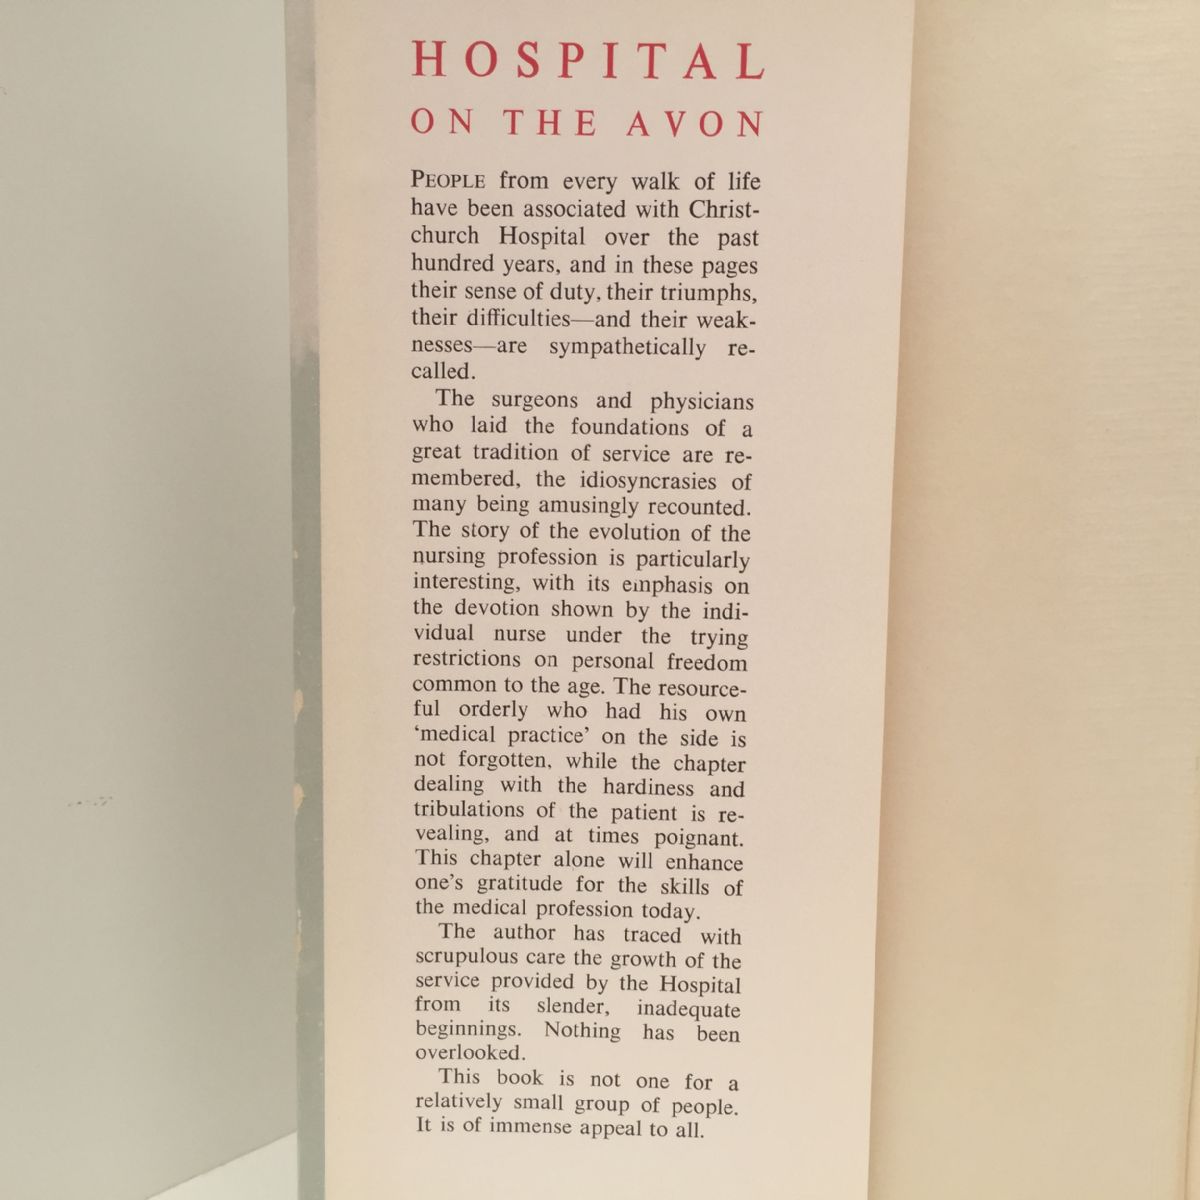 HOSPITAL
ON THE AVON
PEOPLE from every walk of life
have been associated with Christ-
church Hospital over the past
hundred years, and in these pages
their sense of duty, their triumphs,
their difficulties—and their weak-
nesses—are sympathetically re-
called.
The surgeons and physicians
who laid the foundations of a
great tradition of service are re-
membered, the idiosyncrasies of
many being amusingly recounted.
The story of the evolution of the
nursing profession is particularly
interesting, with its emphasis on
the devotion shown by the indi-
vidual nurse under the trying
restrictions on personal freedom
common to the age. The resource-
ful orderly who had his own
‘medical practice’ on the side is
not forgotten, while the chapter
dealing with the hardiness and
tribulations of the patient is re-
vealing, and at times poignant.
This chapter alone will enhance
one’s gratitude for the skills of
the medical profession today.
The author has traced with
scrupulous care the growth of the
service provided by the Hospital
from its slender, inadequate
beginnings. Nothing has been
overlooked.
This book is not one for a
relatively small group of people.
It is of immense appeal to all.